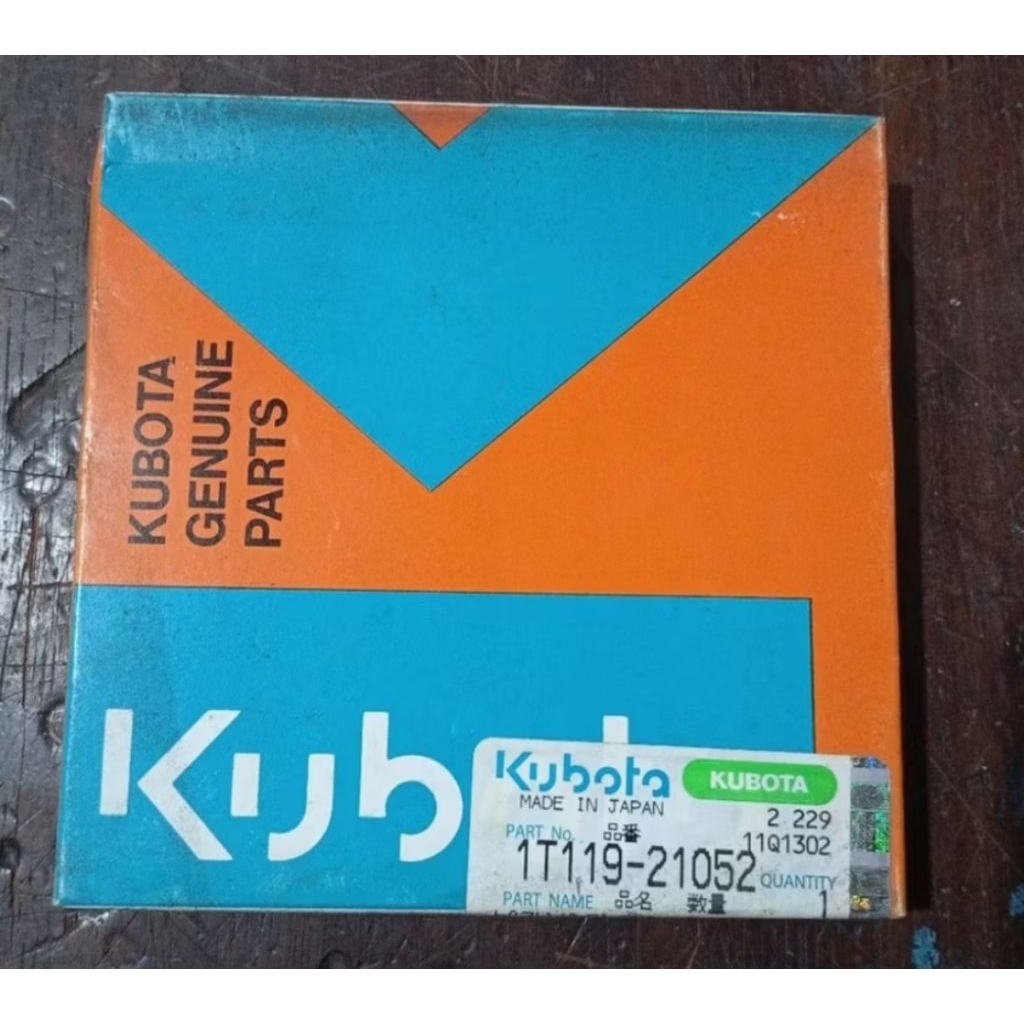 KUBOTA
GENUINE
PARTS
Kub
Kubota KUBOTA
MADE IN JAPAN
2 229
PART No. 品番 11Q1302
1T119-21052
QUANTITY
PART NAME 品名 数量 1